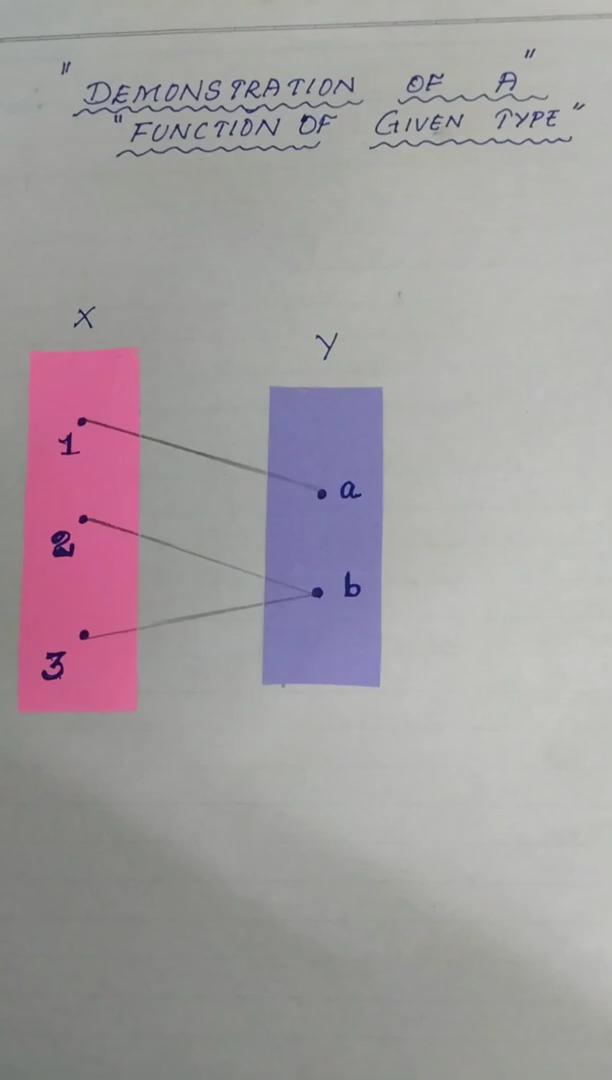 "DEMONSTRATION OF A"
"FUNCTION OF GIVEN TYPE"
X
Y
1
a
2
b
3